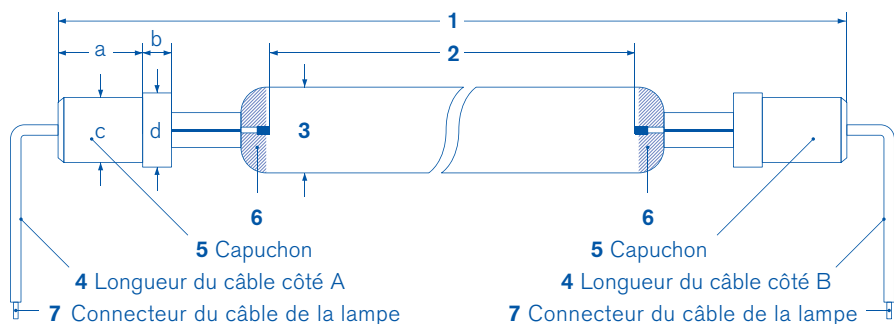 1
a b
2
c d
3
6 6
5 Capuchon 5 Capuchon
4 Longueur du câble côté A 4 Longueur du câble côté B
7 Connecteur du câble de la lampe 7 Connecteur du câble de la lampe